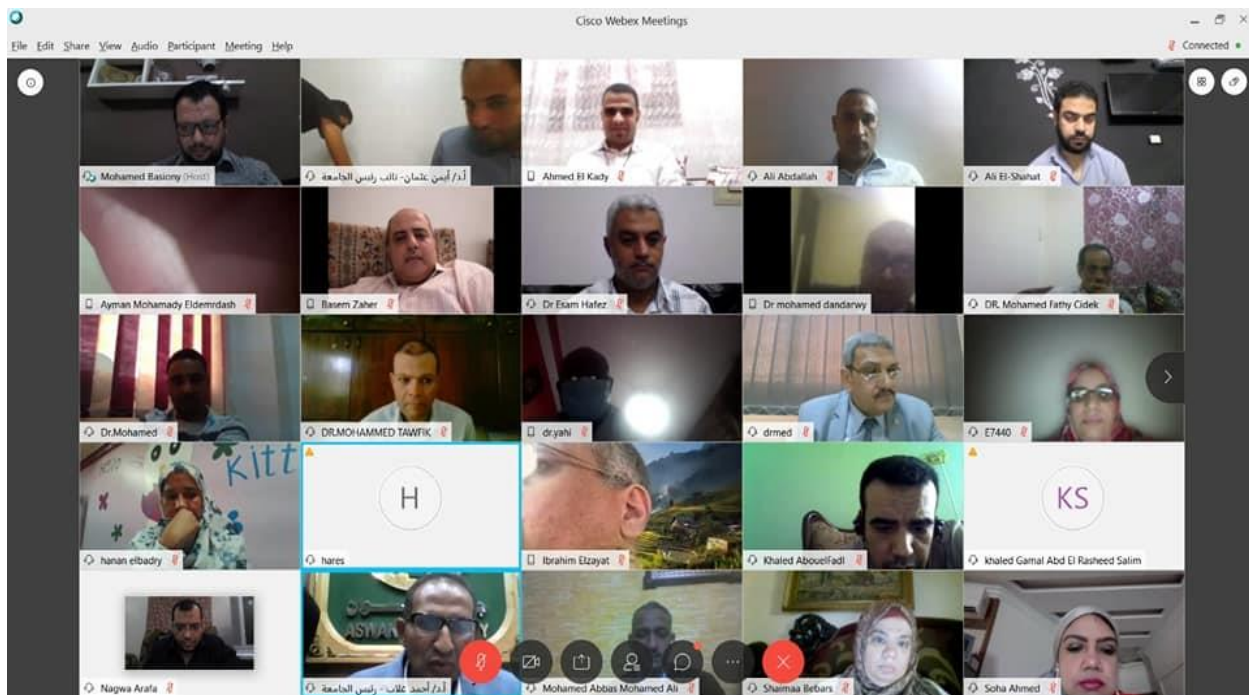 Cisco Webex Meetings
File Edit Share View Audio Participant Meeting Help
Connected
Mohamed Basiony (Host)
أ.د/ أيمن عثمان- نائب رئيس الجامعة
Ahmed El Kady
Ali Abdallah
Ali El-Shahat
Ayman Mohamady Eldemrdash
Basem Zaher
Dr Esam Hafez
Dr mohamed dandarwy
DR. Mohamed Fathy Cidek
Dr.Mohamed
DR.MOHAMMED TAWFIK
dr.yahi
drmed
E7440
KITT
hanan elbadry
H
hares
Ibrahim Elzayat
Khaled AbouelFadl
KS
khaled Gamal Abd El Rasheed Salim
Nagwa Arafa
ASWAN
أ.د/ أحمد غلاب - رئيس الجامعة
Mohamed Abbas Mohamed Ali
Shaimaa Bebars
Soha Ahmed